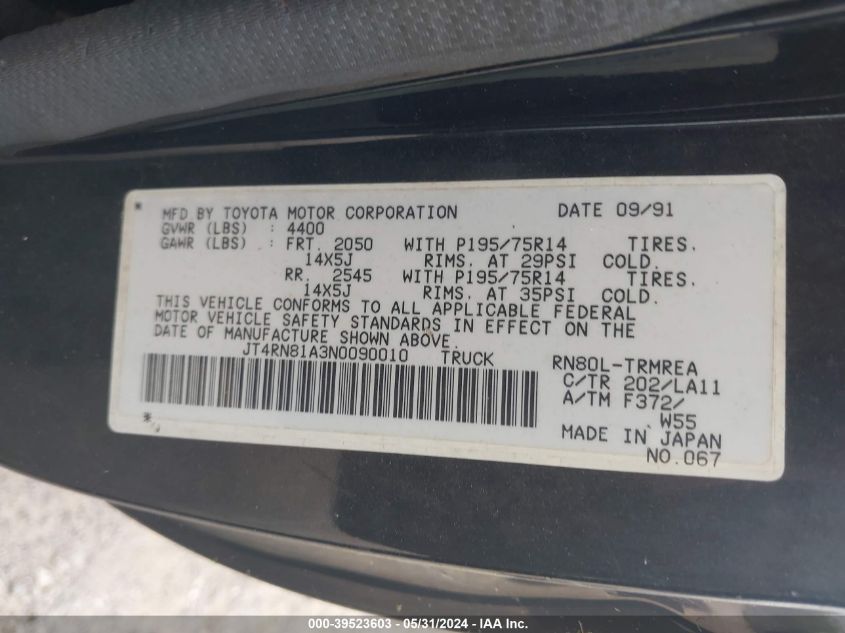 * MFD BY TOYOTA MOTOR CORPORATION DATE 09/91
GVWR (LBS) : 4400
GAWR (LBS) : FRT. 2050 WITH P195/75R14 TIRES.
14X5J RIMS. AT 29PSI COLD.
RR. 2545 WITH P195/75R14 TIRES.
14X5J RIMS. AT 35PSI COLD.
THIS VEHICLE CONFORMS TO ALL APPLICABLE FEDERAL
MOTOR VEHICLE SAFETY STANDARDS IN EFFECT ON THE
DATE OF MANUFACTURE SHOWN ABOVE.
JT4RN81A3N0090010 TRUCK RN80L-TRMREA
C/TR 202/LA11
A/TM F372/
* W55
MADE IN JAPAN
NO.067
000-39523603 - 05/31/2024 - IAA, Inc.